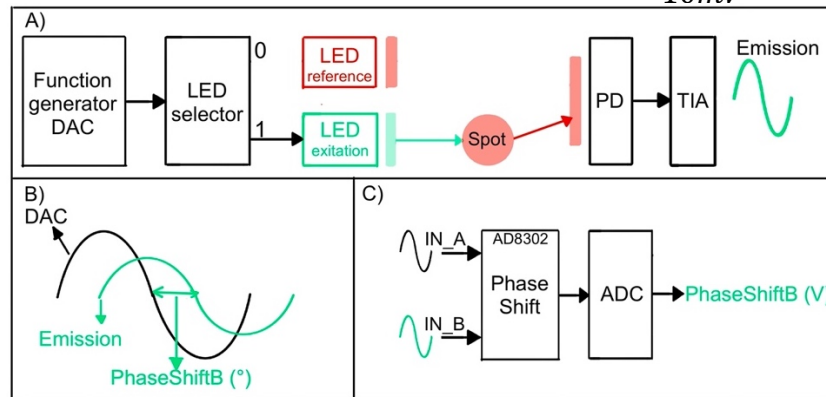 A)
Function
generator
DAC
LED
selector
0
1
LED
reference
LED
exitation
Spot
PD
TIA
Emission
B)
DAC
Emission
PhaseShiftB (°)
C)
IN_A
IN_B
AD8302
Phase
Shift
ADC
PhaseShiftB (V